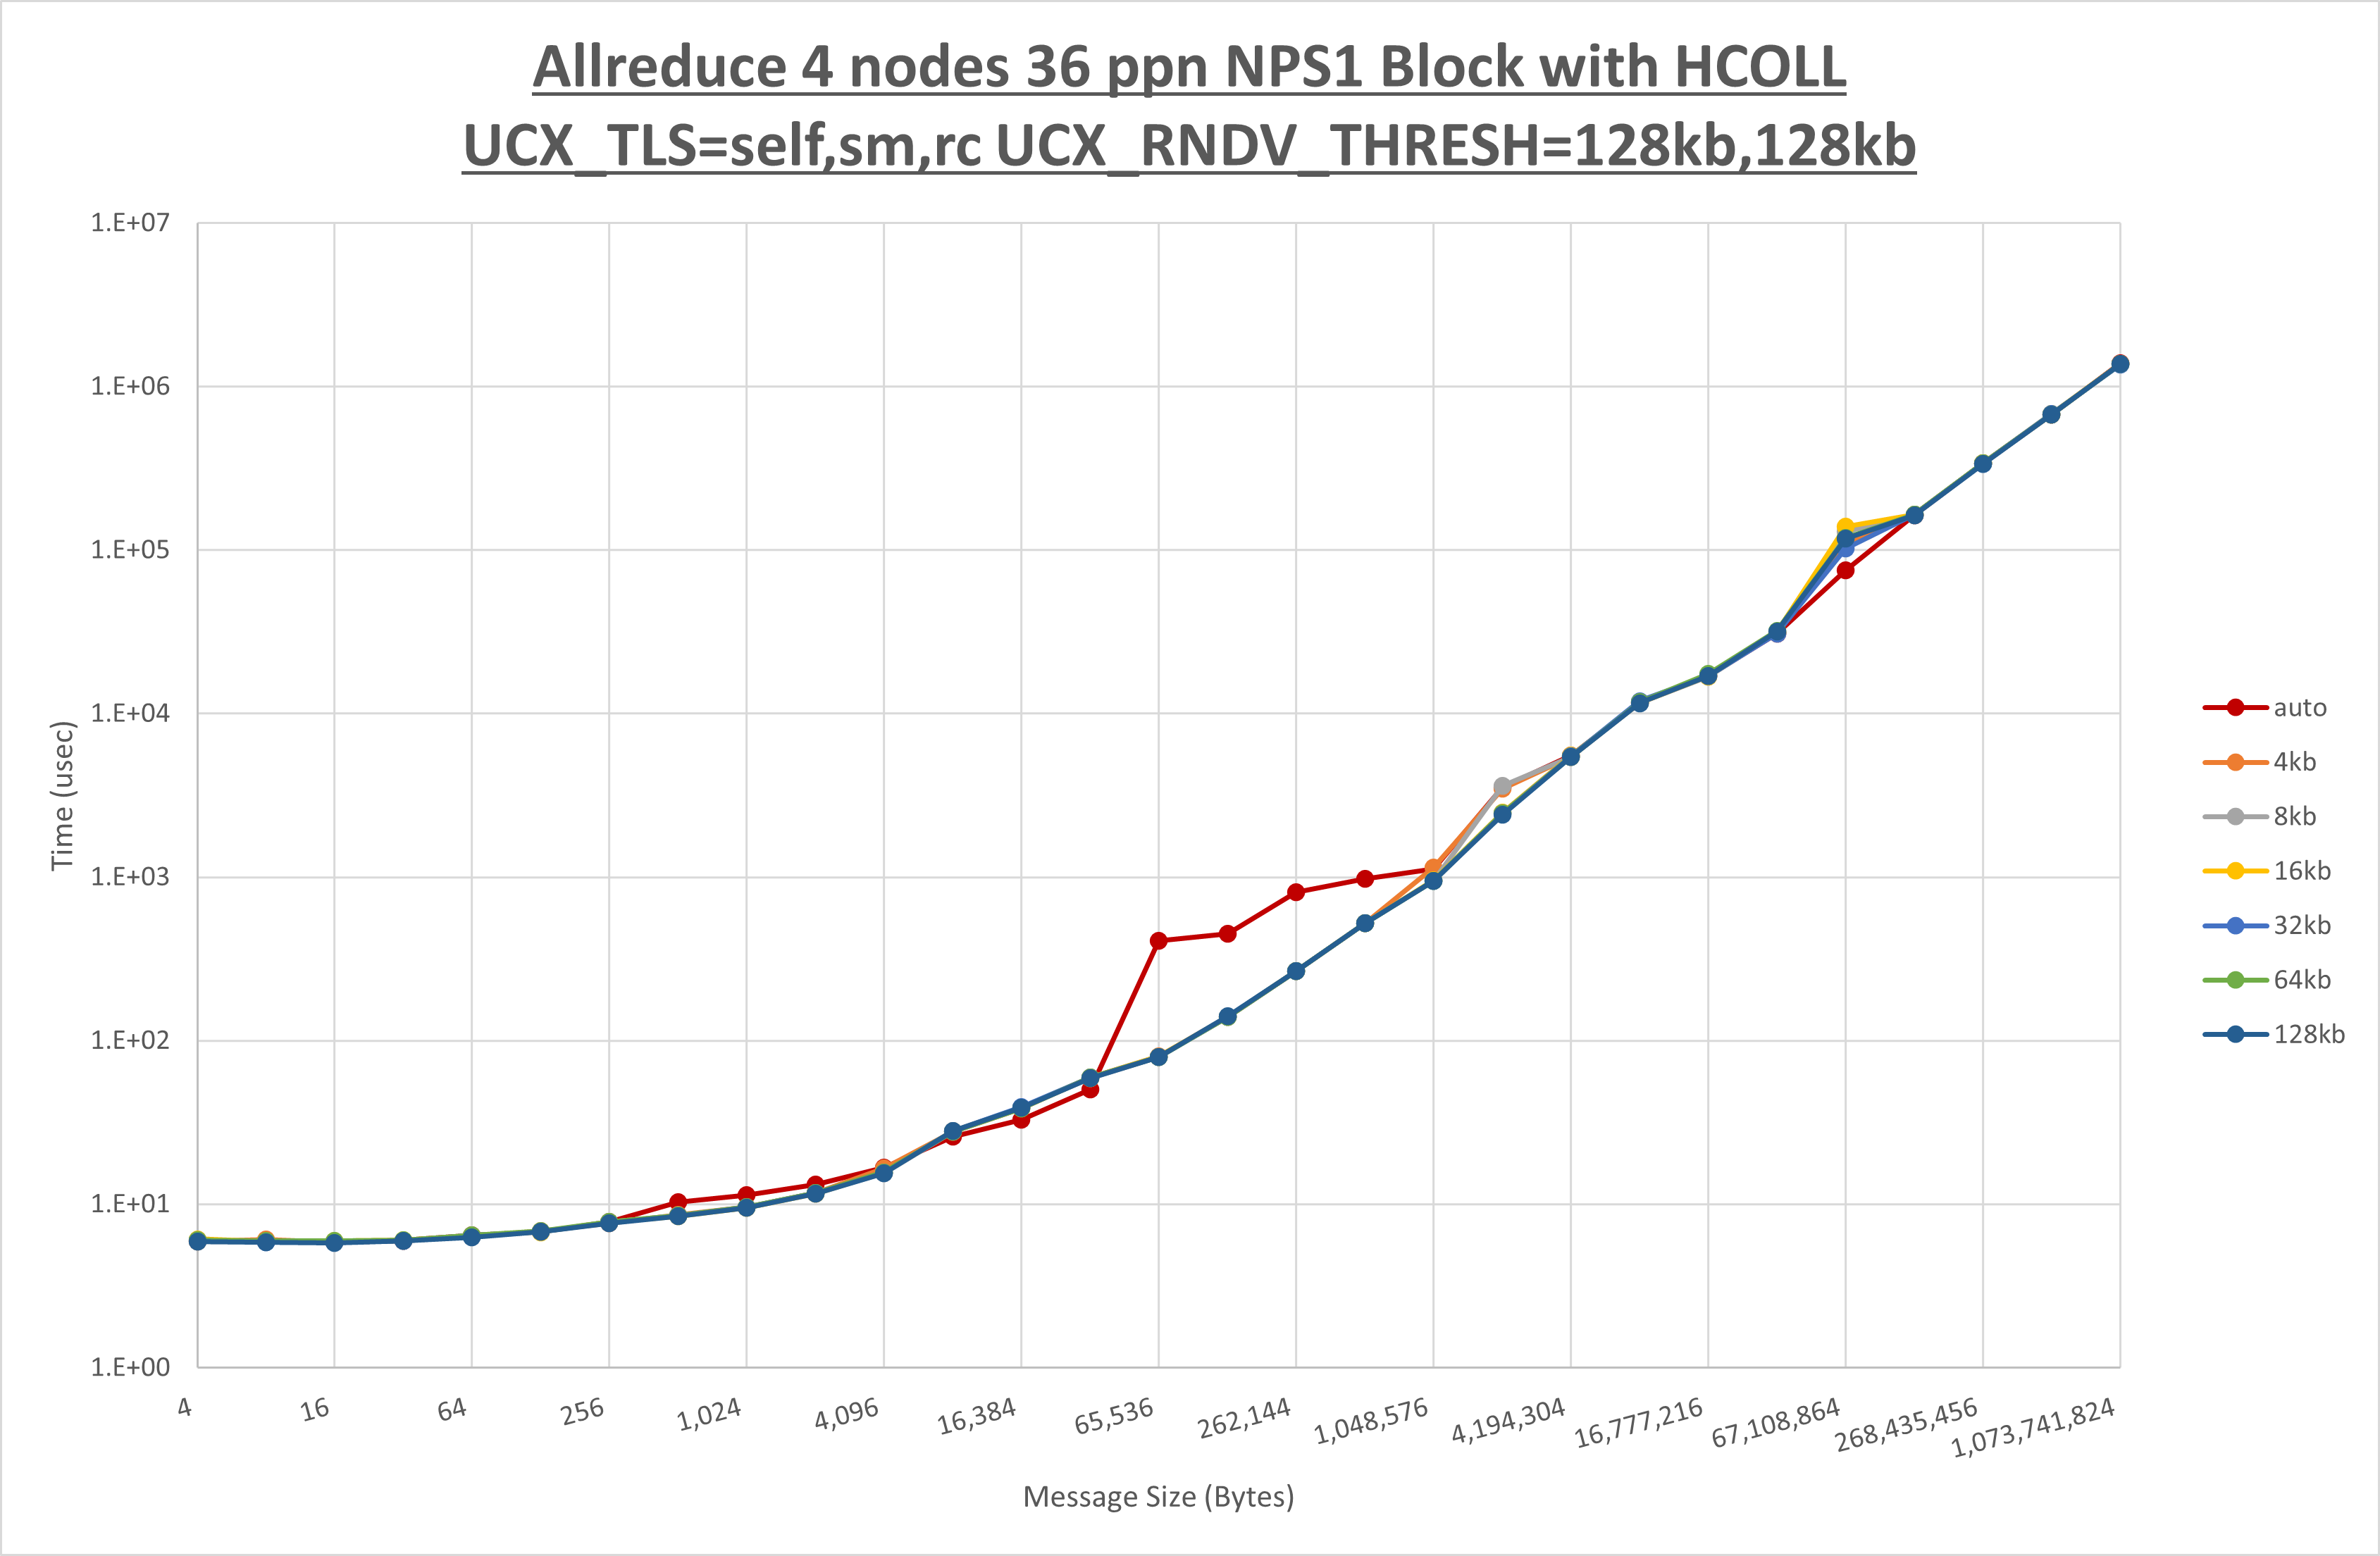 Allreduce 4 nodes 36 ppn NPS1 Block with HCOLL
UCX_TLS=self,sm,rc UCX_RNDV_THRESH=128kb,128kb
1.E+07
1.E+06
1.E+05
1.E+04
1.E+03
1.E+02
1.E+01
1.E+00
Time (usec)
4
16
64
256
1,024
4,096
16,384
65,536
262,144
1,048,576
4,194,304
16,777,216
67,108,864
268,435,456
1,073,741,824
Message Size (Bytes)
auto
4kb
8kb
16kb
32kb
64kb
128kb